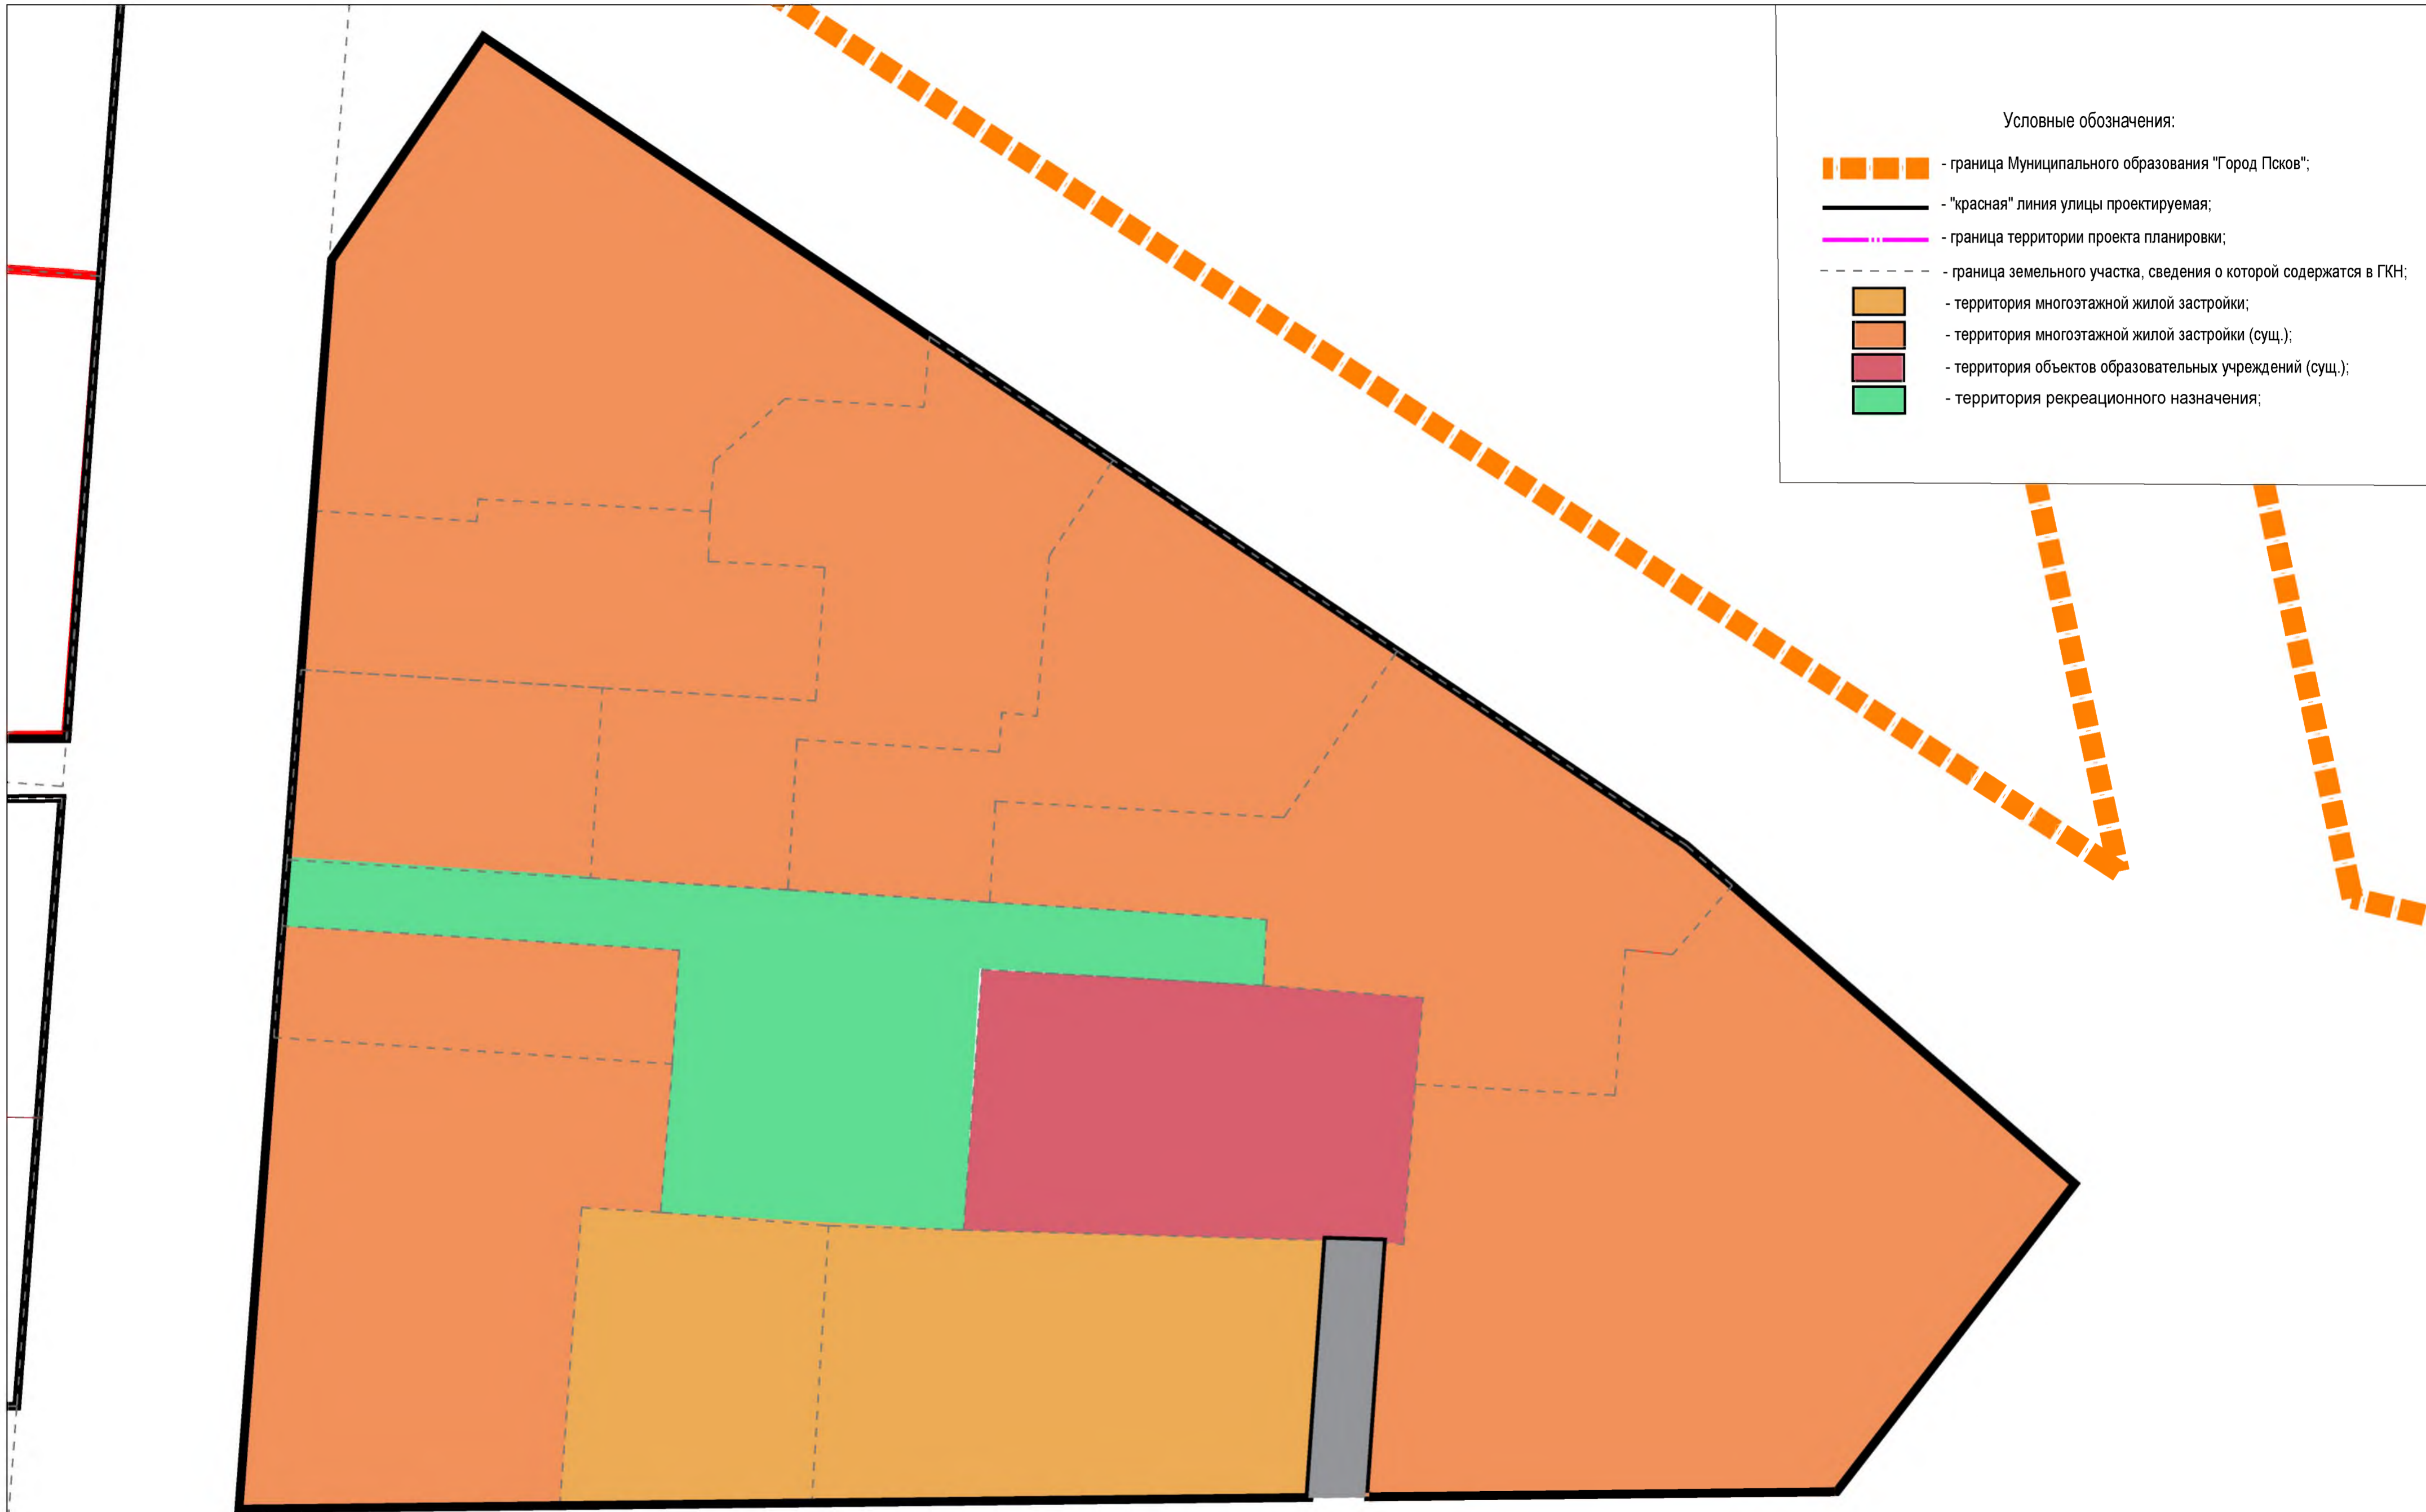 Условные обозначения:
- граница Муниципального образования "Город Псков";
- "красная" линия улицы проектируемая;
- граница территории проекта планировки;
- граница земельного участка, сведения о которой содержатся в ГКН;
- территория многоэтажной жилой застройки;
- территория многоэтажной жилой застройки (сущ.);
- территория объектов образовательных учреждений (сущ.);
- территория рекреационного назначения;